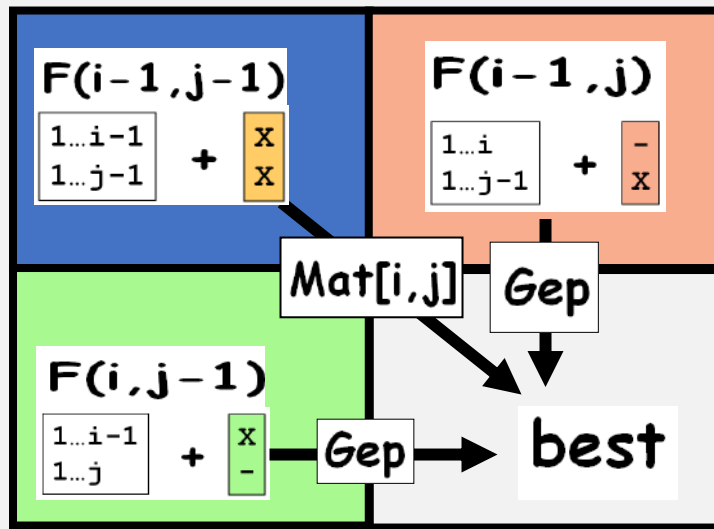 F(i-1,j-1)
1...i-1
1...j-1
+
X
X
F(i-1,j)
1...i
1...j-1
+
-
X
Mat[i,j]
Gep
F(i,j-1)
1...i-1
1...j
+
X
-
Gep
best